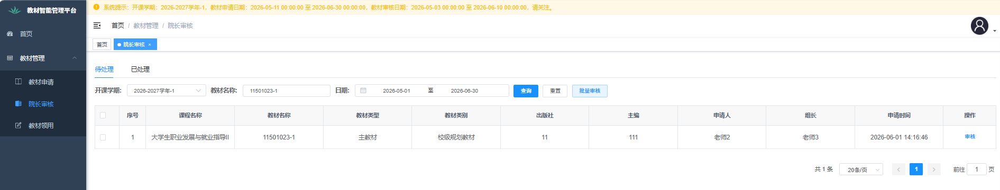 教材智能管理平台
系统提示：开课学期：2026-2027学年-1，教材申请日期：2026-05-11 00:00:00 至 2026-06-30 00:00:00，教材审核日期：2026-05-03 00:00:00 至 2026-06-10 00:00:00，请关注。
首页
教材管理
教材申请
院长审核
教材领用
首页 / 教材管理 / 院长审核
首页 院长审核 ×
待处理 已处理
开课学期: 2026-2027学年-1 教材名称: 11501023-1 日期: 2026-05-01 至 2026-06-30 查询 重置 批量审核
序号 课程名称 教材名称 教材类型 教材类别 出版社 主编 申请人 组长 申请时间 操作
1 大学生职业发展与就业指导II 11501023-1 主教材 校级规划教材 11 111 老师2 老师3 2026-06-01 14:16:46 审核
共 1 条 20条/页 1 前往 1 页